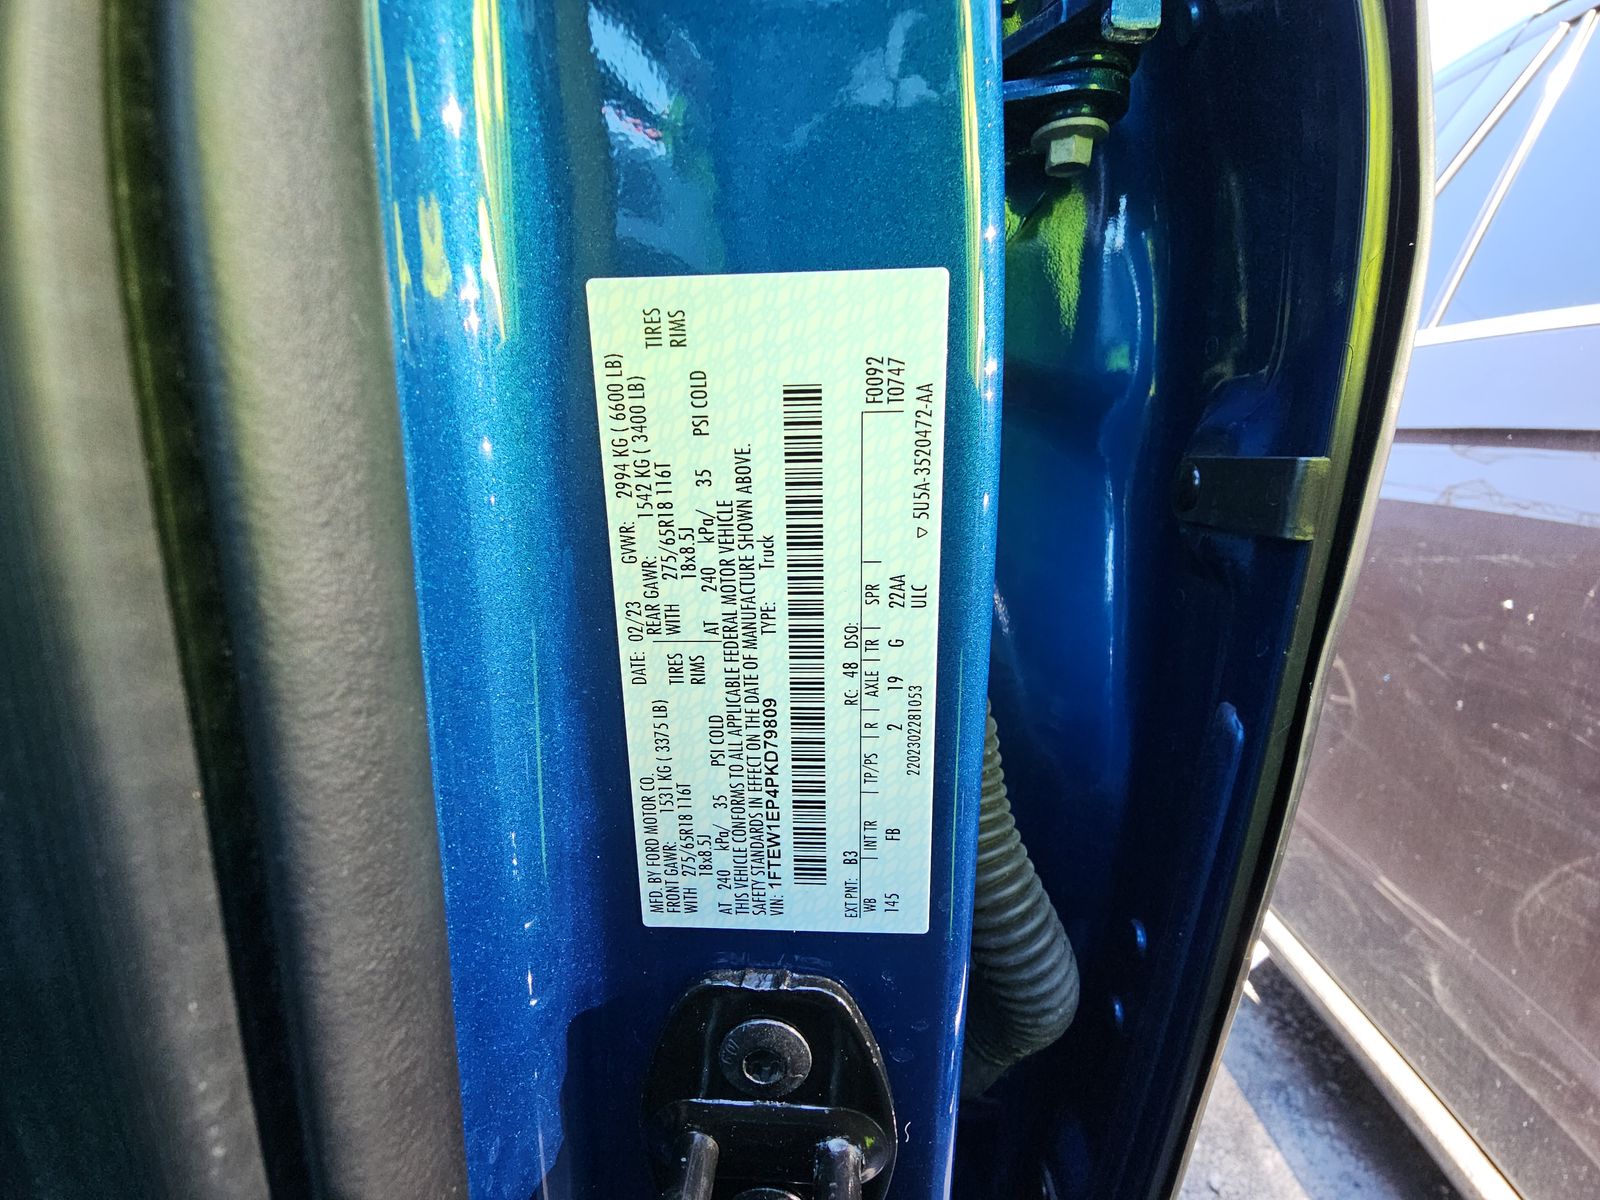 MFD. BY FORD MOTOR CO.
DATE: 02/23 GVWR: 2994 KG ( 6600 LB)
FRONT GAWR: 1531 KG ( 3375 LB) REAR GAWR: 1542 KG ( 3400 LB)
WITH 275/65R18 116T TIRES WITH 275/65R18 116T TIRES
18x8.5J RIMS 18x8.5J RIMS
AT 240 kPa/ 35 PSI COLD AT 240 kPa/ 35 PSI COLD
THIS VEHICLE CONFORMS TO ALL APPLICABLE FEDERAL MOTOR VEHICLE
SAFETY STANDARDS IN EFFECT ON THE DATE OF MANUFACTURE SHOWN ABOVE.
VIN: 1FTEW1EP4PKD79809 TYPE: Truck
EXT PNT: B3 RC: 48 DSO: F0092
WB INT TR TP/PS R AXLE TR SPR T0747
145 FB 2 19 G 22AA
2202302281053 ULC ▽ 5U5A-3520472-AA